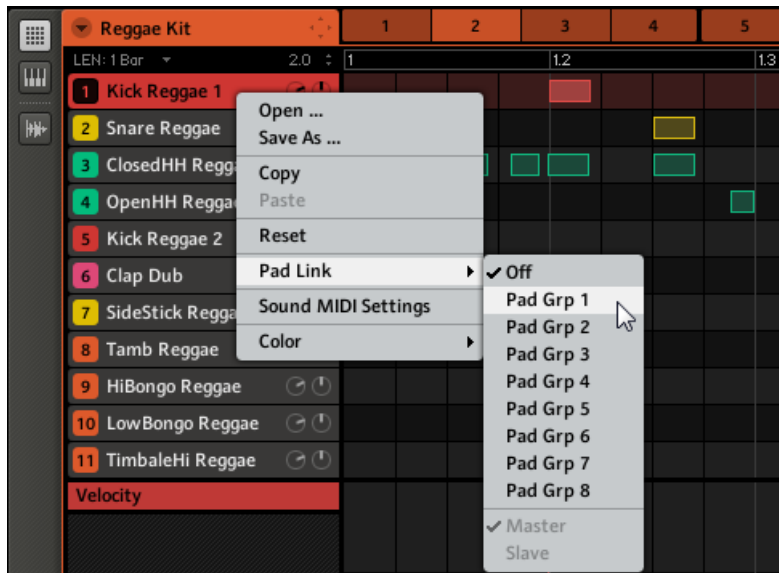 Reggae Kit 1 2 3 4 5
LEN: 1 Bar 2.0 1 1.2 1.3
1 Kick Reggae 1
2 Snare Reggae
3 ClosedHH Regga
4 OpenHH Reggae
5 Kick Reggae 2
6 Clap Dub
7 SideStick Regga
8 Tamb Reggae
9 HiBongo Reggae
10 LowBongo Reggae
11 TimbaleHi Reggae
Velocity
Open ...
Save As ...
Copy
Paste
Reset
Pad Link
Sound MIDI Settings
Color
Off
Pad Grp 1
Pad Grp 2
Pad Grp 3
Pad Grp 4
Pad Grp 5
Pad Grp 6
Pad Grp 7
Pad Grp 8
Master
Slave